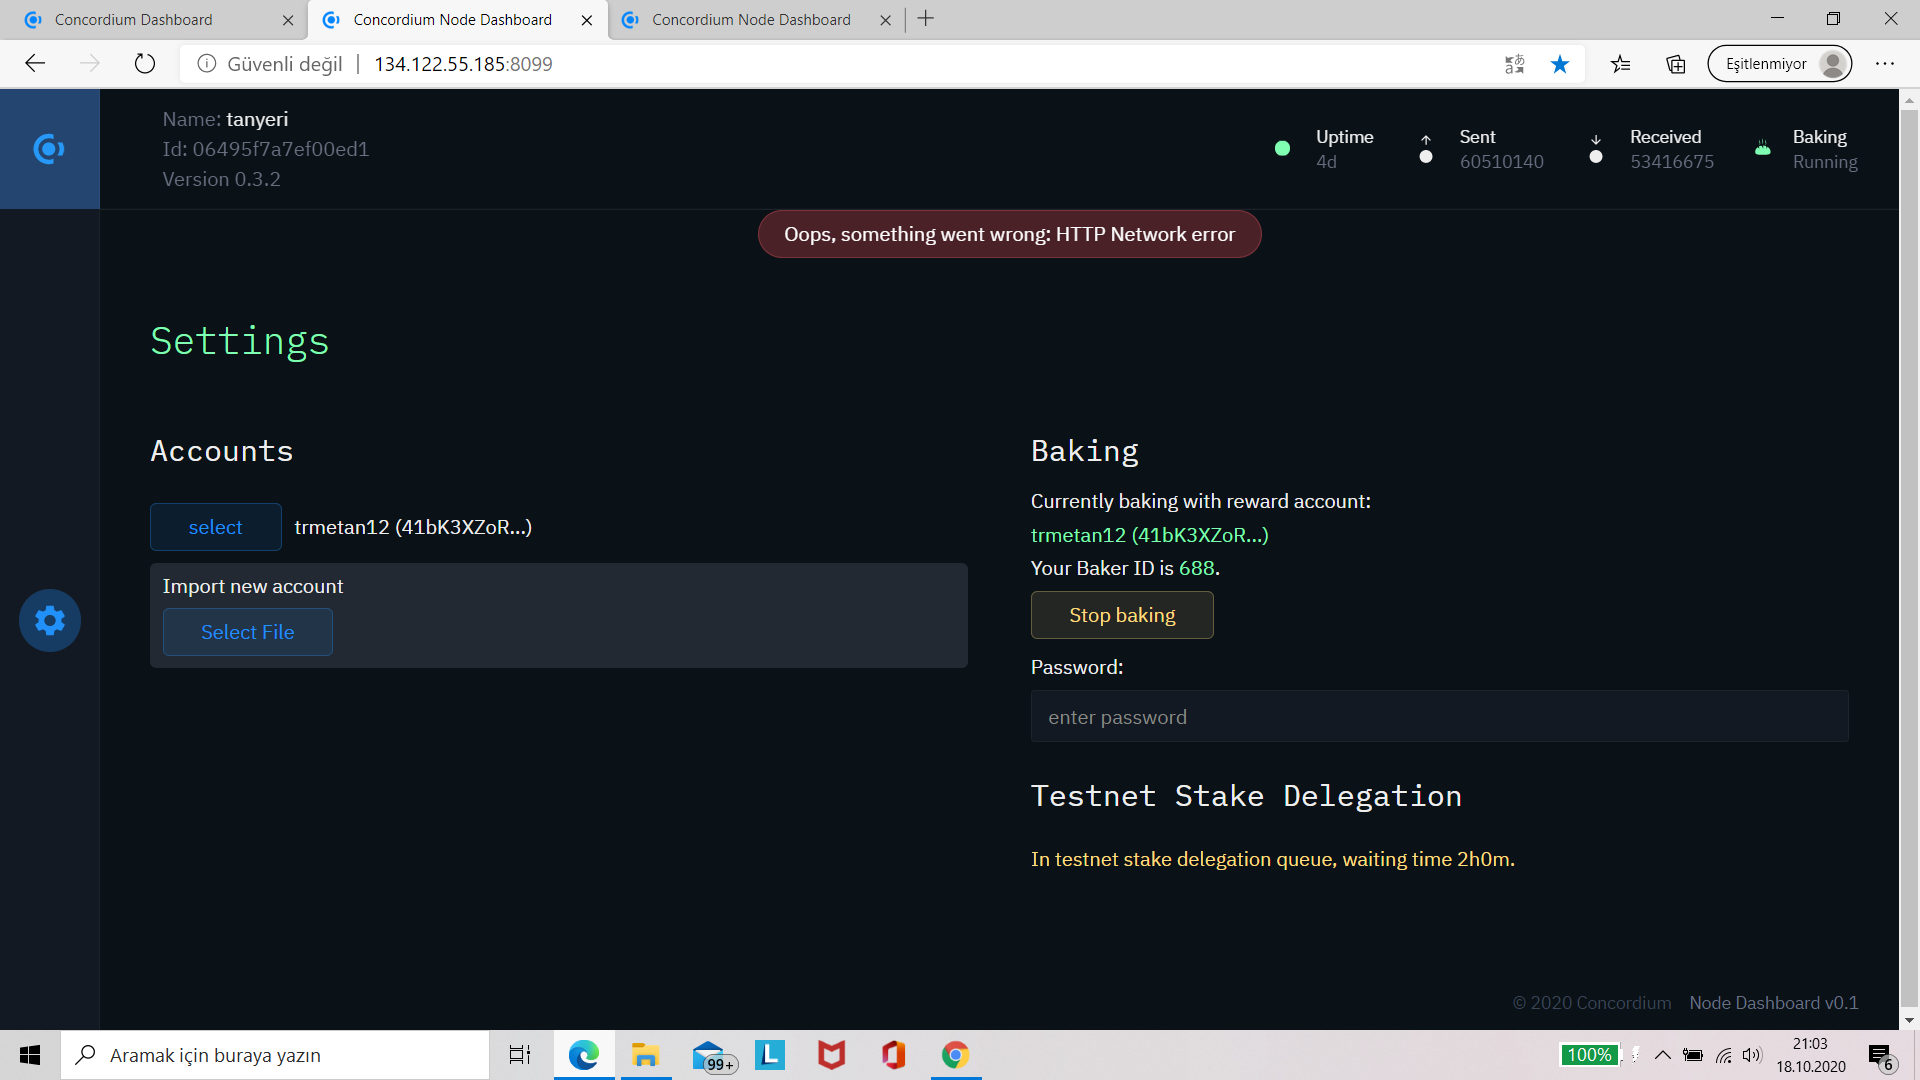 Concordium Dashboard
Concordium Node Dashboard
Concordium Node Dashboard
Güvenli değil
134.122.55.185:8099
Eşitlenmiyor
Name: tanyeri
Id: 06495f7a7ef00ed1
Version 0.3.2
Uptime
4d
Sent
60510140
Received
53416675
Baking
Running
Oops, something went wrong: HTTP Network error
Settings
Accounts
select
trmetan12 (41bK3XZoR...)
Import new account
Select File
Baking
Currently baking with reward account:
trmetan12 (41bK3XZoR...)
Your Baker ID is 688.
Stop baking
Password:
enter password
Testnet Stake Delegation
In testnet stake delegation queue, waiting time 2h0m.
© 2020 Concordium
Node Dashboard v0.1
Aramak için buraya yazın
99+
L
100%
21:03
18.10.2020
6